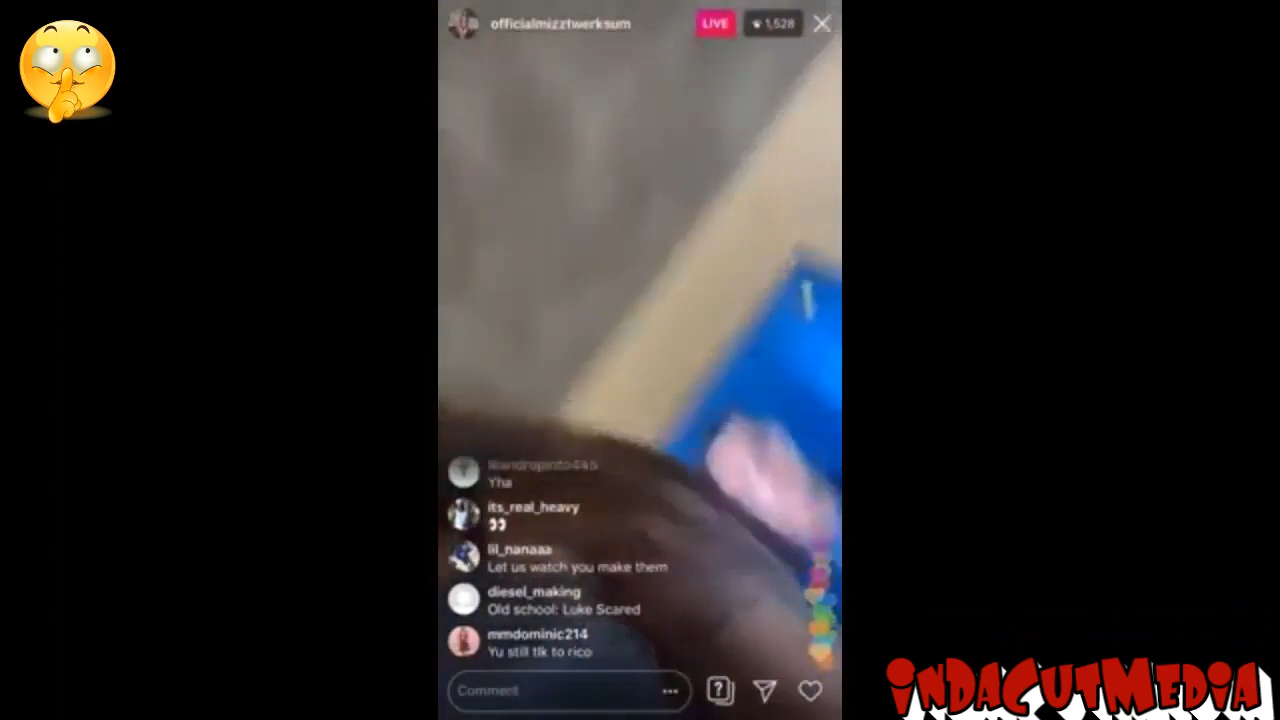 officialmizztwerksum
LIVE
1,528
Yha
its_real_heavy
👀
lil_nanaaa
Let us watch you make them
diesel_making
Old school: Luke Scared
mmdominic214
Yu still tlk to rico
Comment
iNDACUTMEDiA